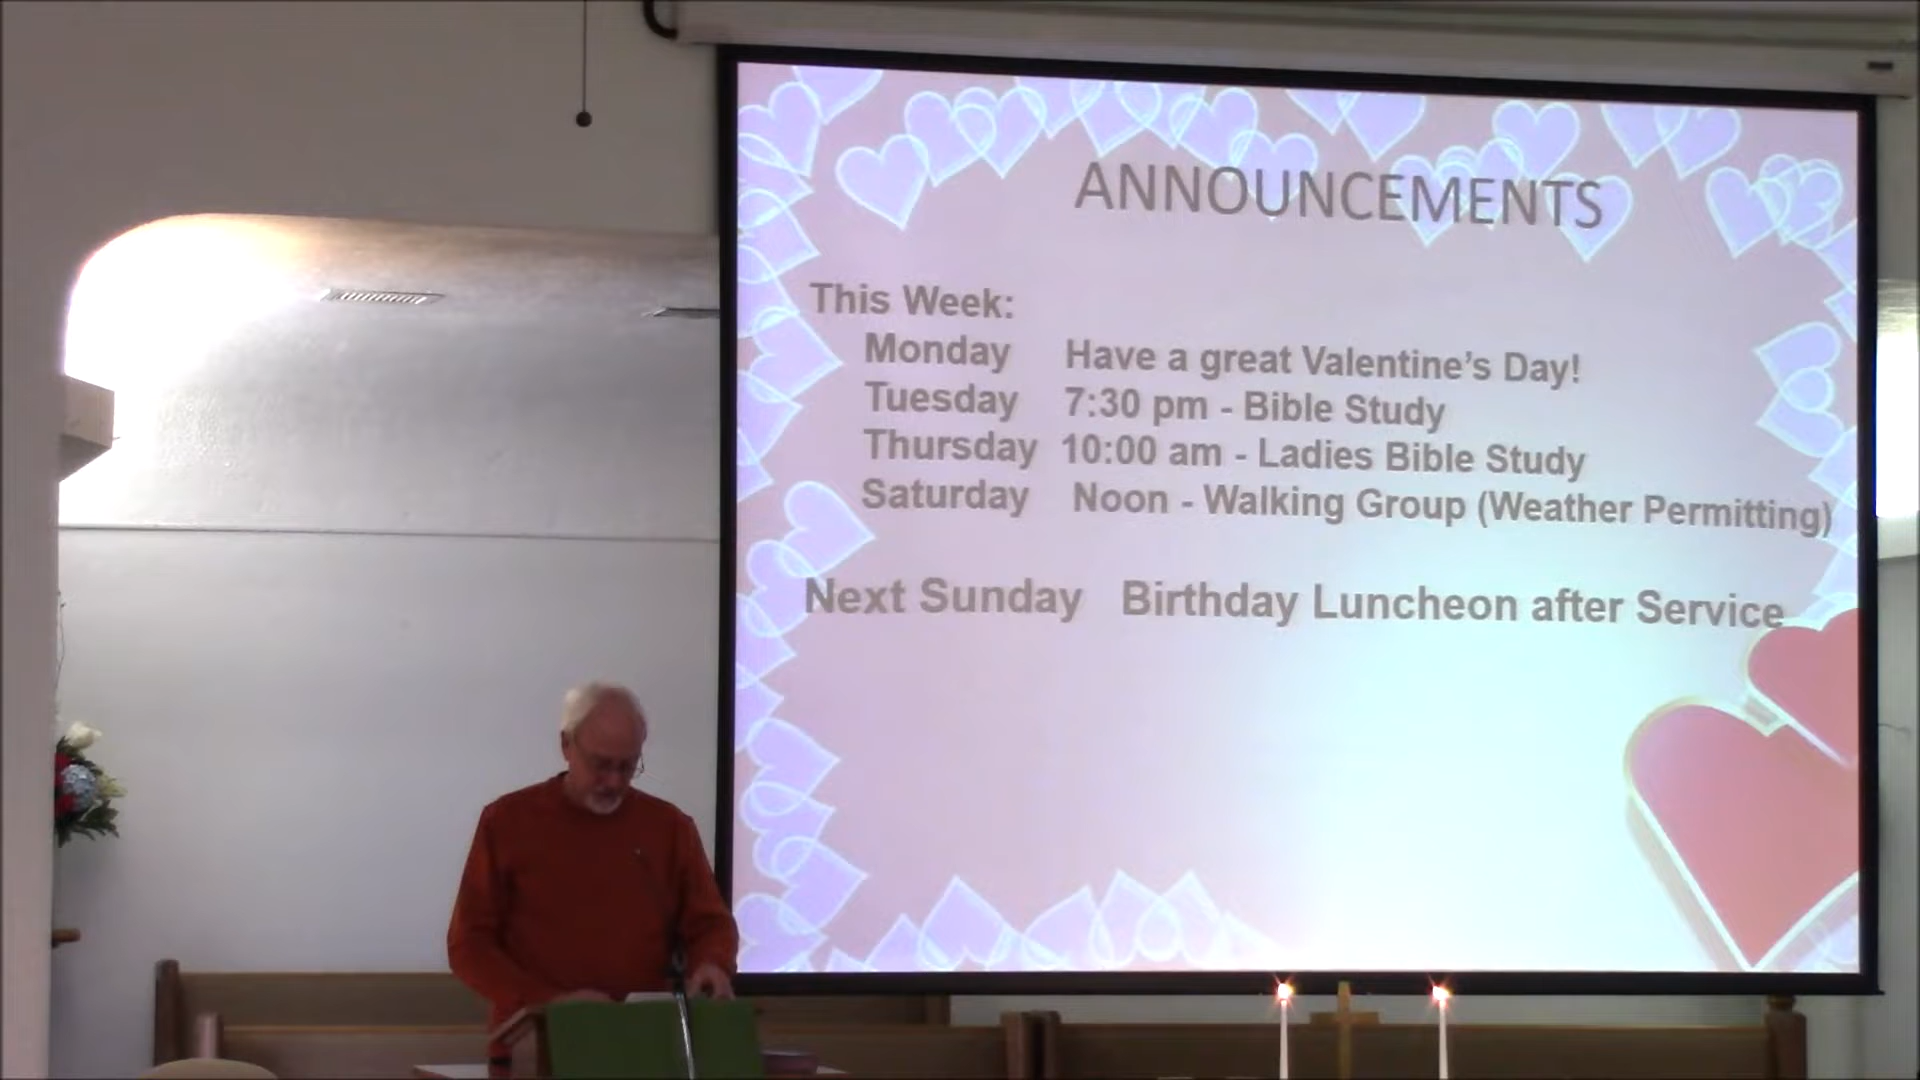 ANNOUNCEMENTS
This Week:
Monday Have a great Valentine's Day!
Tuesday 7:30 pm - Bible Study
Thursday 10:00 am - Ladies Bible Study
Saturday Noon - Walking Group (Weather Permitting)
Next Sunday Birthday Luncheon after Service